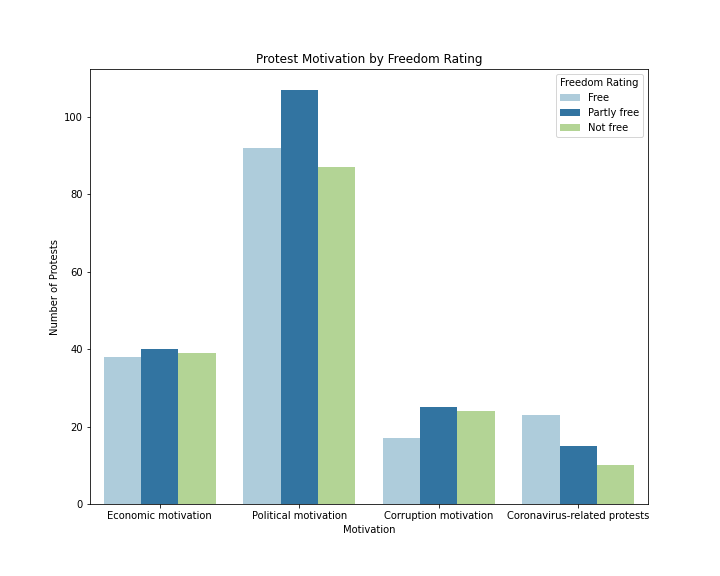 Protest Motivation by Freedom Rating
Freedom Rating
Free
Partly free
Not free
Number of Protests
100
80
60
40
20
0
Economic motivation
Political motivation
Corruption motivation
Coronavirus-related protests
Motivation